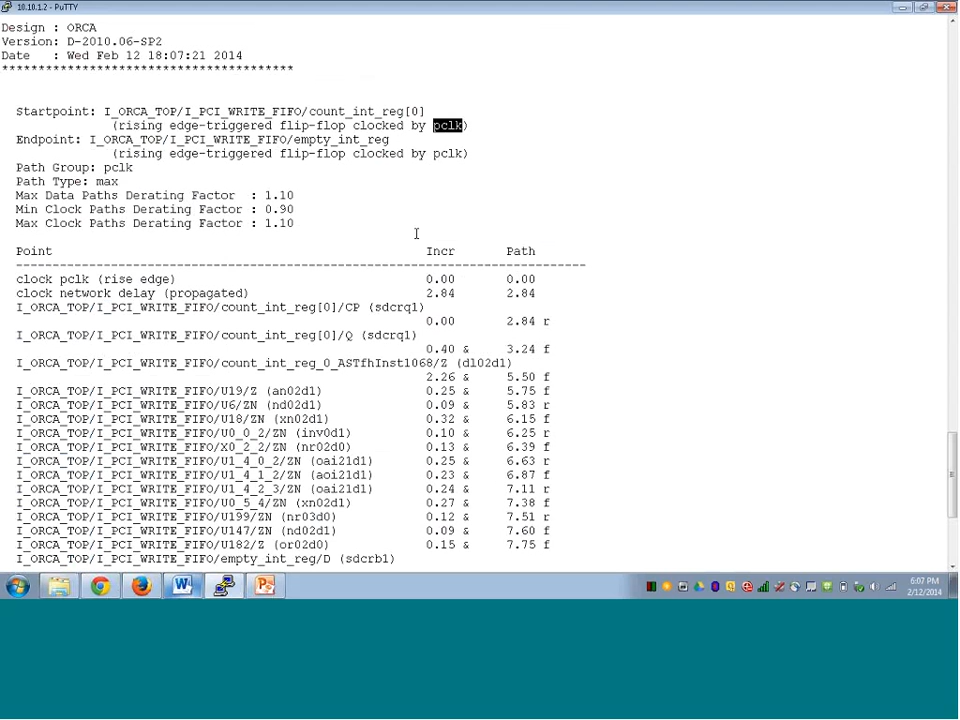 10.10.1.2 - PuTTY
Design : ORCA
Version: D-2010.06-SP2
Date   : Wed Feb 12 18:07:21 2014
****************************************
Startpoint: I_ORCA_TOP/I_PCI_WRITE_FIFO/count_int_reg[0]
(rising edge-triggered flip-flop clocked by pclk)
Endpoint: I_ORCA_TOP/I_PCI_WRITE_FIFO/empty_int_reg
(rising edge-triggered flip-flop clocked by pclk)
Path Group: pclk
Path Type: max
Max Data Paths Derating Factor  : 1.10
Min Clock Paths Derating Factor : 0.90
Max Clock Paths Derating Factor : 1.10
Point Incr Path
--------------------------------------------------------------------------------
clock pclk (rise edge) 0.00 0.00
clock network delay (propagated) 2.84 2.84
I_ORCA_TOP/I_PCI_WRITE_FIFO/count_int_reg[0]/CP (sdcrq1)
0.00 2.84 r
I_ORCA_TOP/I_PCI_WRITE_FIFO/count_int_reg[0]/Q (sdcrq1)
0.40 & 3.24 f
I_ORCA_TOP/I_PCI_WRITE_FIFO/count_int_reg_0_ASTfhInst1068/Z (dl02d1)
2.26 & 5.50 f
I_ORCA_TOP/I_PCI_WRITE_FIFO/U19/Z (an02d1) 0.25 & 5.75 f
I_ORCA_TOP/I_PCI_WRITE_FIFO/U6/ZN (nd02d1) 0.09 & 5.83 r
I_ORCA_TOP/I_PCI_WRITE_FIFO/U18/ZN (xn02d1) 0.32 & 6.15 f
I_ORCA_TOP/I_PCI_WRITE_FIFO/U0_0_2/ZN (inv0d1) 0.10 & 6.25 r
I_ORCA_TOP/I_PCI_WRITE_FIFO/X0_2_2/ZN (nr02d0) 0.13 & 6.39 f
I_ORCA_TOP/I_PCI_WRITE_FIFO/U1_4_0_2/ZN (oai21d1) 0.25 & 6.63 r
I_ORCA_TOP/I_PCI_WRITE_FIFO/U1_4_1_2/ZN (aoi21d1) 0.23 & 6.87 f
I_ORCA_TOP/I_PCI_WRITE_FIFO/U1_4_2_3/ZN (oai21d1) 0.24 & 7.11 r
I_ORCA_TOP/I_PCI_WRITE_FIFO/U0_5_4/ZN (xn02d1) 0.27 & 7.38 f
I_ORCA_TOP/I_PCI_WRITE_FIFO/U199/ZN (nr03d0) 0.12 & 7.51 r
I_ORCA_TOP/I_PCI_WRITE_FIFO/U147/ZN (nd02d1) 0.09 & 7.60 f
I_ORCA_TOP/I_PCI_WRITE_FIFO/U182/Z (or02d0) 0.15 & 7.75 f
I_ORCA_TOP/I_PCI_WRITE_FIFO/empty_int_reg/D (sdcrb1)
6:07 PM
2/12/2014